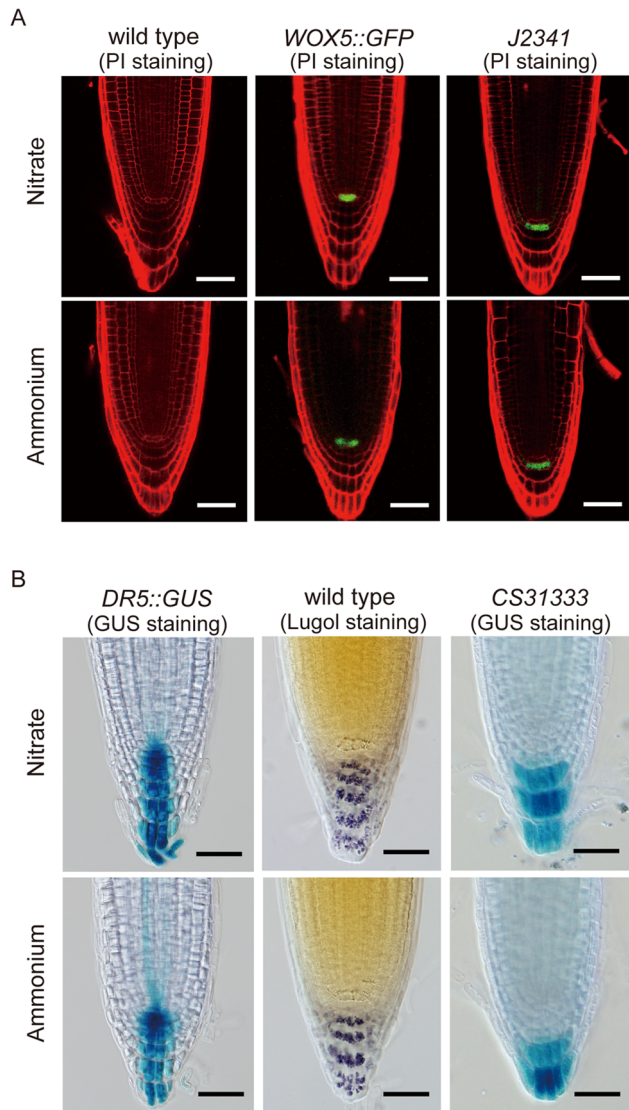 A
wild type
(PI staining)
WOX5::GFP
(PI staining)
J2341
(PI staining)
Nitrate
Ammonium
B
DR5::GUS
(GUS staining)
wild type
(Lugol staining)
CS31333
(GUS staining)
Nitrate
Ammonium